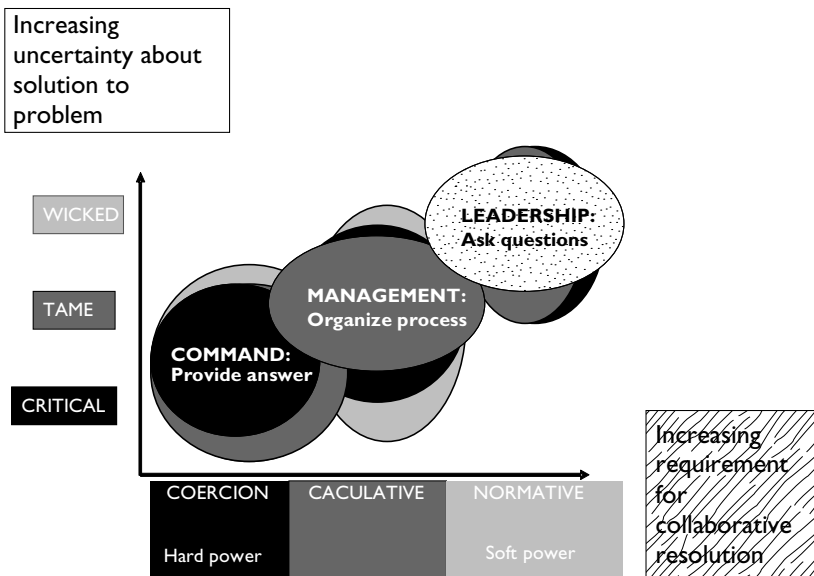 Increasing
uncertainty about
solution to
problem
WICKED
LEADERSHIP:
Ask questions
TAME
MANAGEMENT:
Organize process
COMMAND:
Provide answer
CRITICAL
Increasing
requirement
for
collaborative
resolution
COERCION CACULATIVE NORMATIVE
Hard power Soft power